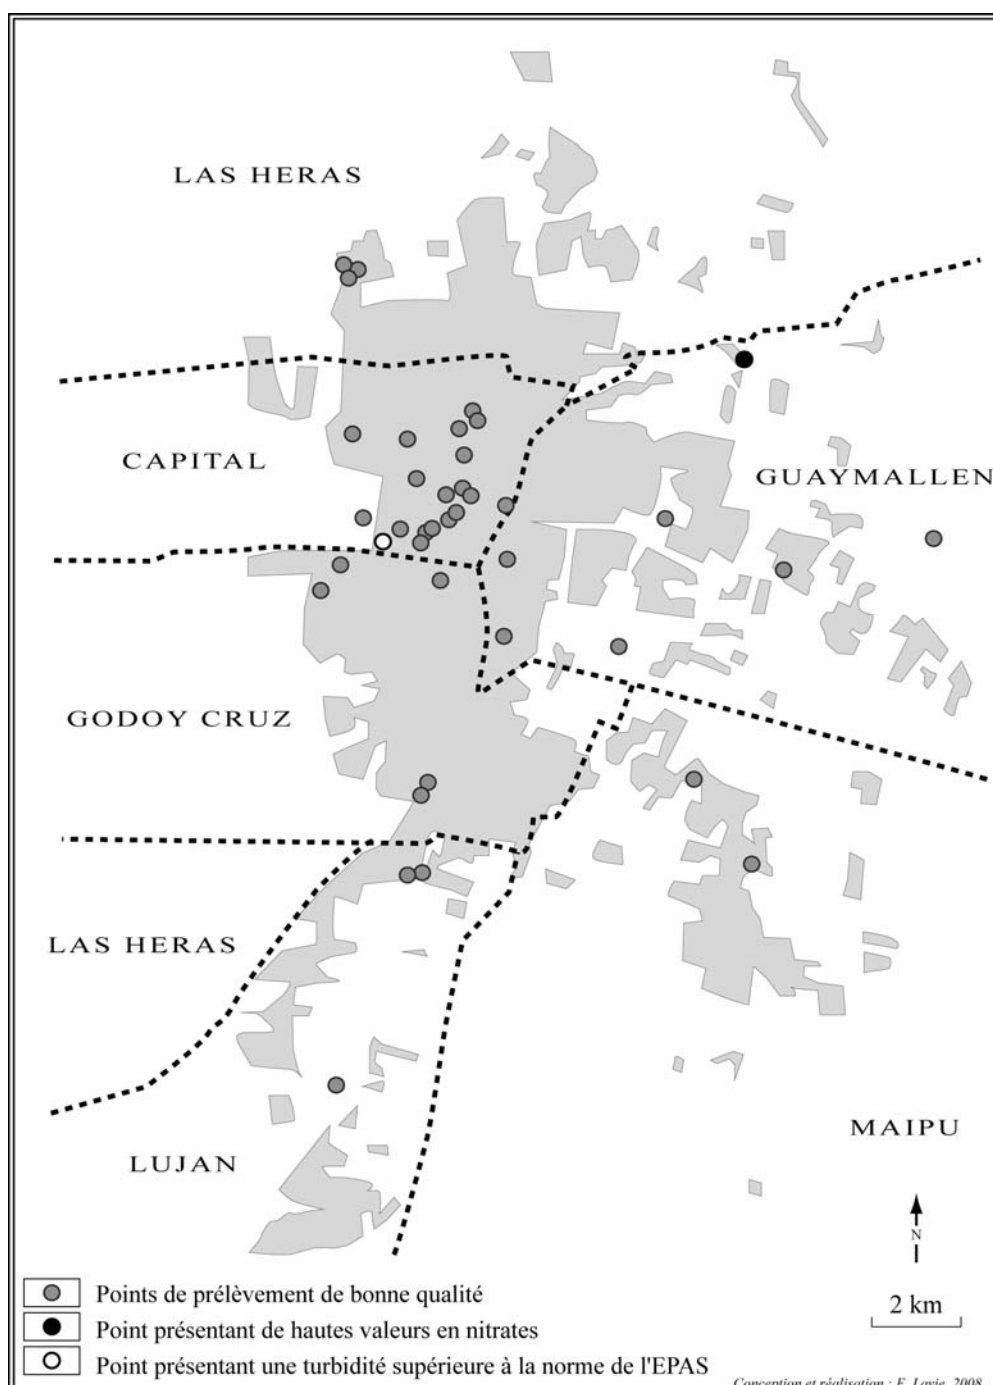 LAS HERAS
CAPITAL
GUAYMALLEN
GODOY CRUZ
LAS HERAS
MAIPU
LUJAN
N
2 km
Points de prélèvement de bonne qualité
Point présentant de hautes valeurs en nitrates
Point présentant une turbidité supérieure à la norme de l'EPAS
Conception et réalisation : E. Lavie, 2008